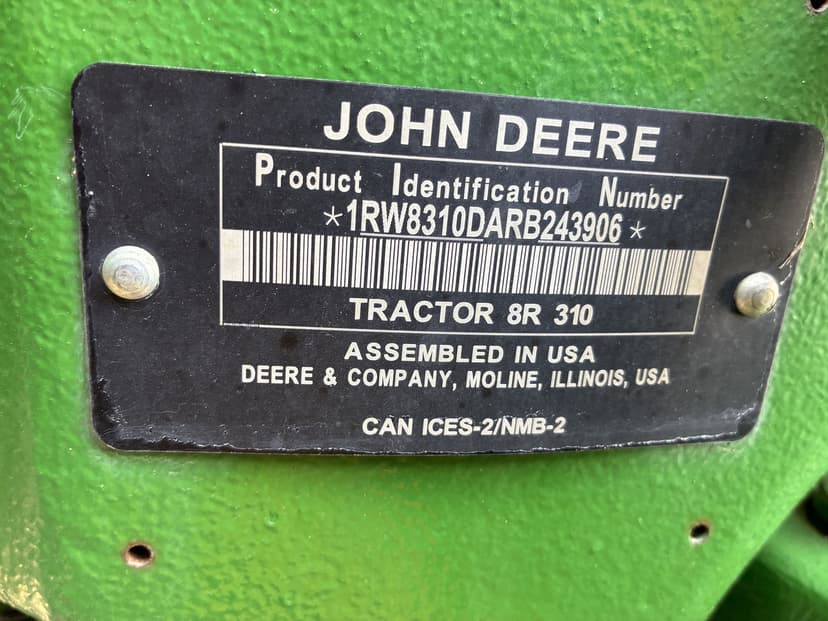 JOHN DEERE
Product Identification Number
*1RW8310DARB243906*
TRACTOR 8R 310
ASSEMBLED IN USA
DEERE & COMPANY, MOLINE, ILLINOIS, USA
CAN ICES-2/NMB-2